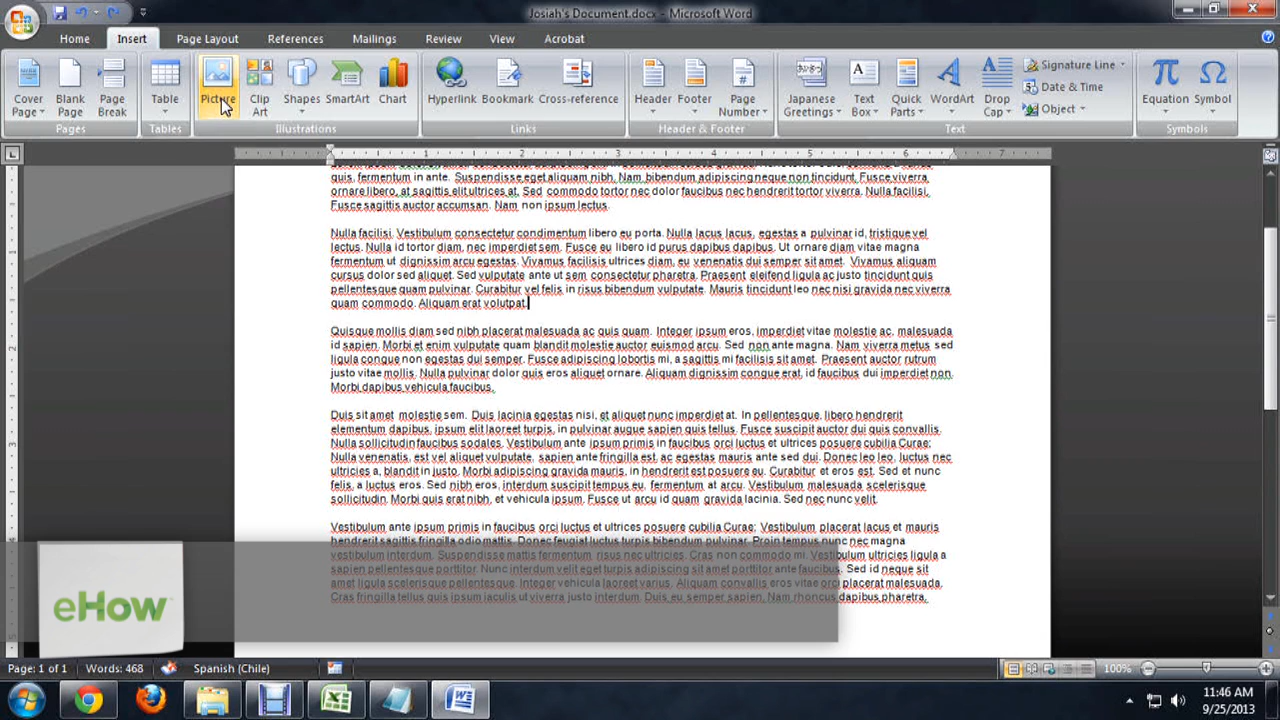 Josiah's Document.docx - Microsoft Word
Home Insert Page Layout References Mailings Review View Acrobat
Cover Page
Blank Page
Page Break
Table
Picture
Clip Art
Shapes
SmartArt
Chart
Hyperlink
Bookmark
Cross-reference
Header
Footer
Page Number
Japanese Greetings
Text Box
Quick Parts
WordArt
Drop Cap
Signature Line
Date & Time
Object
Equation
Symbol
Pages Tables Illustrations Links Header & Footer Text Symbols
1 2 3 4 5 6 7
quis, fermentum in ante. Suspendisse eget aliquam nibh. Nam bibendum adipiscing neque non tincidunt. Fusce viverra
ornare libero, at sagittis elit ultrices at. Sed commodo tortor nec dolor faucibus nec hendrerit tortor viverra. Nulla facilisi.
Fusce sagittis auctor accumsan. Nam non ipsum lectus.
Nulla facilisi. Vestibulum consectetur condimentum libero eu porta. Nulla lacus lacus, egestas a pulvinar id, tristique vel
lectus. Nulla id tortor diam, nec imperdiet sem. Fusce eu libero id purus dapibus dapibus. Ut ornare diam vitae magna
fermentum ut dignissim arcu egestas. Vivamus facilisis ultrices diam, eu venenatis dui semper sit amet. Vivamus aliquam
cursus dolor sed aliquet. Sed vulputate ante ut sem consectetur pharetra. Praesent eleifend ligula ac justo tincidunt quis
pellentesque quam pulvinar. Curabitur vel felis in risus bibendum vulputate. Mauris tincidunt leo nec nisi gravida nec viverra
quam commodo. Aliquam erat volutpat.
Quisque mollis diam sed nibh placerat malesuada ac quis quam. Integer ipsum eros, imperdiet vitae molestie ac, malesuada
id sapien. Morbi et enim vulputate quam blandit molestie auctor euismod arcu. Sed non ante magna. Nam viverra metus sed
ligula congue non egestas dui semper. Fusce adipiscing lobortis mi, a sagittis mi facilisis sit amet. Praesent auctor rutrum
justo vitae mollis. Nulla pulvinar dolor quis eros aliquet ornare. Aliquam dignissim congue erat, id faucibus dui imperdiet non.
Morbi dapibus vehicula faucibus.
Duis sit amet molestie sem. Duis lacinia egestas nisi, et aliquet nunc imperdiet at. In pellentesque, libero hendrerit
elementum dapibus, ipsum elit laoreet turpis, in pulvinar augue sapien quis tellus. Fusce suscipit auctor dui quis convallis.
Nulla sollicitudin faucibus sodales. Vestibulum ante ipsum primis in faucibus orci luctus et ultrices posuere cubilia Curae;
Nulla venenatis, est vel aliquet vulputate, sapien ante fringilla est, ac egestas mauris ante sed dui. Donec leo leo, luctus nec
ultricies a, blandit in justo. Morbi adipiscing gravida mauris, in hendrerit est posuere eu. Curabitur et eros est. Sed et nunc
felis, a luctus eros. Sed nibh eros, interdum suscipit tempus eu, fermentum at arcu. Vestibulum malesuada scelerisque
sollicitudin. Morbi quis erat nibh, et vehicula ipsum. Fusce ut arcu id quam gravida lacinia. Sed nec nunc velit.
Vestibulum ante ipsum primis in faucibus orci luctus et ultrices posuere cubilia Curae; Vestibulum placerat lacus et mauris
hendrerit sagittis fringilla odio mattis. Donec feugiat luctus turpis bibendum pulvinar. Proin tempus nunc nec magna
vestibulum interdum. Suspendisse mattis fermentum risus nec ultricies. Cras non commodo mi. Vestibulum ultricies ligula a
sapien pellentesque porttitor. Nunc interdum velit eget turpis adipiscing sit amet porttitor ante faucibus. Sed id neque sit
amet ligula scelerisque pellentesque. Integer vehicula laoreet varius. Aliquam convallis eros vitae orci placerat malesuada.
Cras fringilla tellus quis ipsum iaculis ut viverra justo interdum. Duis eu semper sapien. Nam rhoncus dapibus pharetra.
eHow
Page: 1 of 1 Words: 468 Spanish (Chile) 100%
11:46 AM
9/25/2013